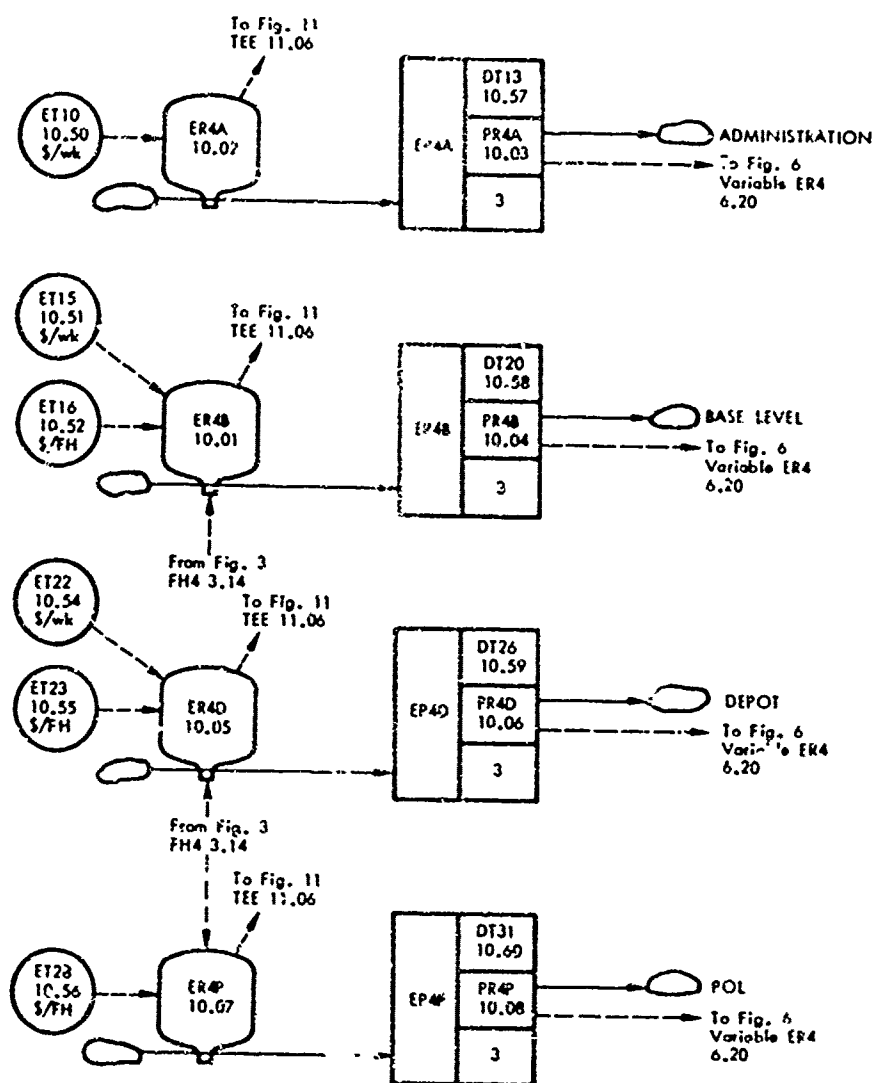 To Fig. 11
TEE 11.06
ET10
10.50
$/wk
ER4A
10.02
EP4A
DT13
10.57
PR4A
10.03
3
ADMINISTRATION
To Fig. 6
Variable ER4
6.20
ET15
10.51
$/wk
To Fig. 11
TEE 11.06
ET16
10.52
$/FH
ER4B
10.01
EP4B
DT20
10.58
PR4B
10.04
3
BASE LEVEL
To Fig. 6
Variable ER4
6.20
From Fig. 3
FH4 3.14
ET22
10.54
$/wk
To Fig. 11
TEE 11.06
ET23
10.55
$/FH
ER4D
10.05
EP4D
DT26
10.59
PR4D
10.06
3
DEPOT
To Fig. 6
Variable ER4
6.20
From Fig. 3
FH4 3.14
To Fig. 11
TEE 11.06
ET28
10.56
$/FH
ER4P
10.07
EP4P
DT31
10.60
PR4P
10.08
3
POL
To Fig. 6
Variable ER4
6.20